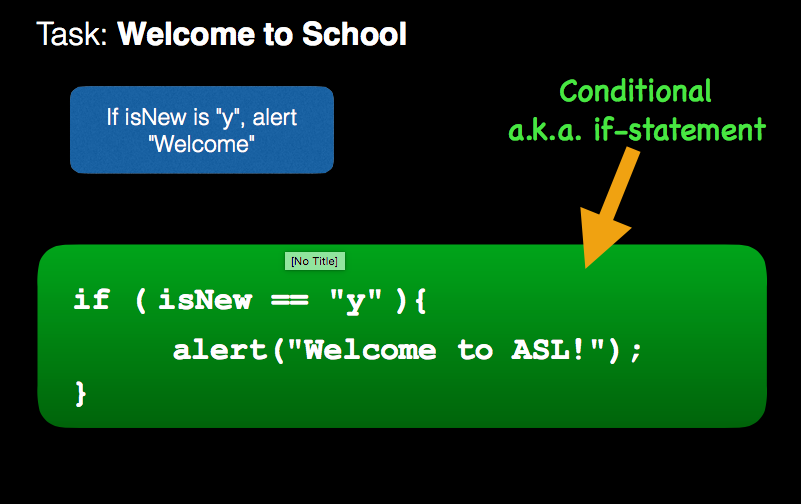 Task: Welcome to School
If isNew is "y", alert
"Welcome"
Conditional
a.k.a. if-statement
[No Title]
if (isNew == "y"){
alert("Welcome to ASL!");
}